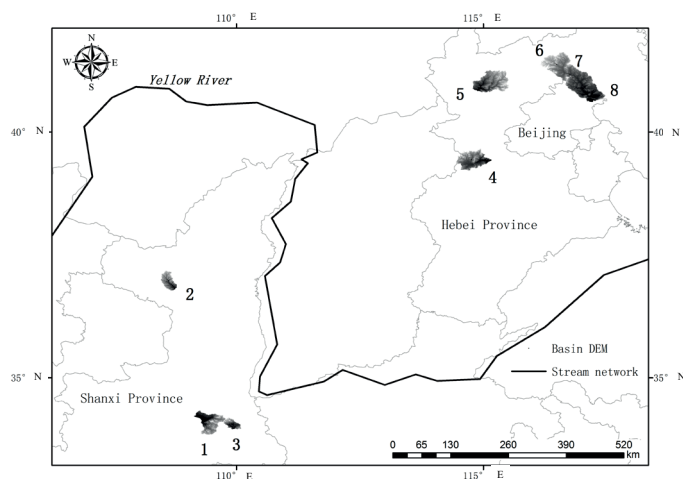 110° E 115° E
N
W E
S
Yellow River
6
7
5
8
40° N
Beijing
40° N
4
Hebei Province
2
Basin DEM
Stream network
35° N
35° N
Shanxi Province
1 3
0 65 130 260 390 520
km
110° E 115° E